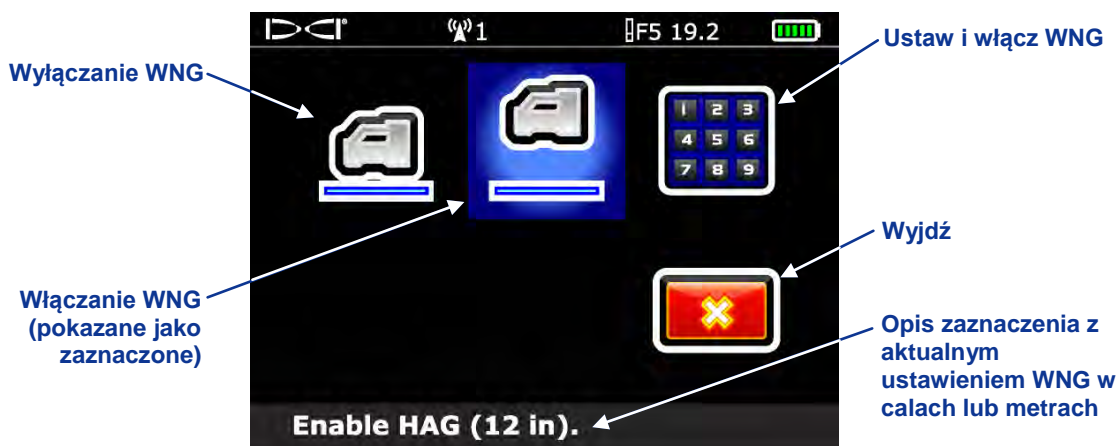 DCI®
1
F5 19.2
Ustaw i włącz WNG
Wyłączanie WNG
1 2 3
4 5 6
7 8 9
Wyjdź
Włączanie WNG
(pokazane jako
zaznaczone)
Opis zaznaczenia z
aktualnym
ustawieniem WNG w
calach lub metrach
Enable HAG (12 in).